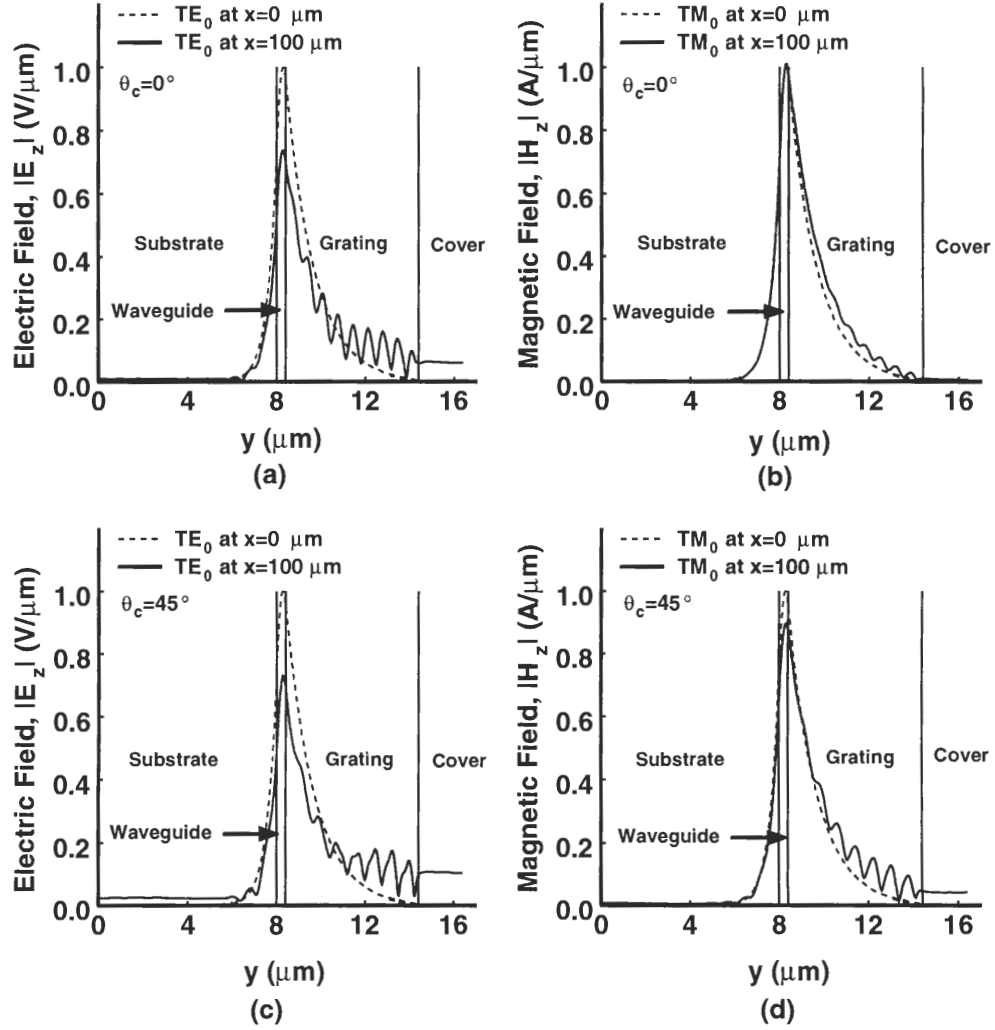 TE0 at x=0 μm
TE0 at x=100 μm
θc=0°
Electric Field, |Ez| (V/μm)
1.0
0.8
0.6
0.4
0.2
0.0
Substrate
Grating
Cover
Waveguide
0 4 8 12 16
y (μm)
(a)
TM0 at x=0 μm
TM0 at x=100 μm
θc=0°
Magnetic Field, |Hz| (A/μm)
1.0
0.8
0.6
0.4
0.2
0.0
Substrate
Grating
Cover
Waveguide
0 4 8 12 16
y (μm)
(b)
TE0 at x=0 μm
TE0 at x=100 μm
θc=45°
Electric Field, |Ez| (V/μm)
1.0
0.8
0.6
0.4
0.2
0.0
Substrate
Grating
Cover
Waveguide
0 4 8 12 16
y (μm)
(c)
TM0 at x=0 μm
TM0 at x=100 μm
θc=45°
Magnetic Field, |Hz| (A/μm)
1.0
0.8
0.6
0.4
0.2
0.0
Substrate
Grating
Cover
Waveguide
0 4 8 12 16
y (μm)
(d)